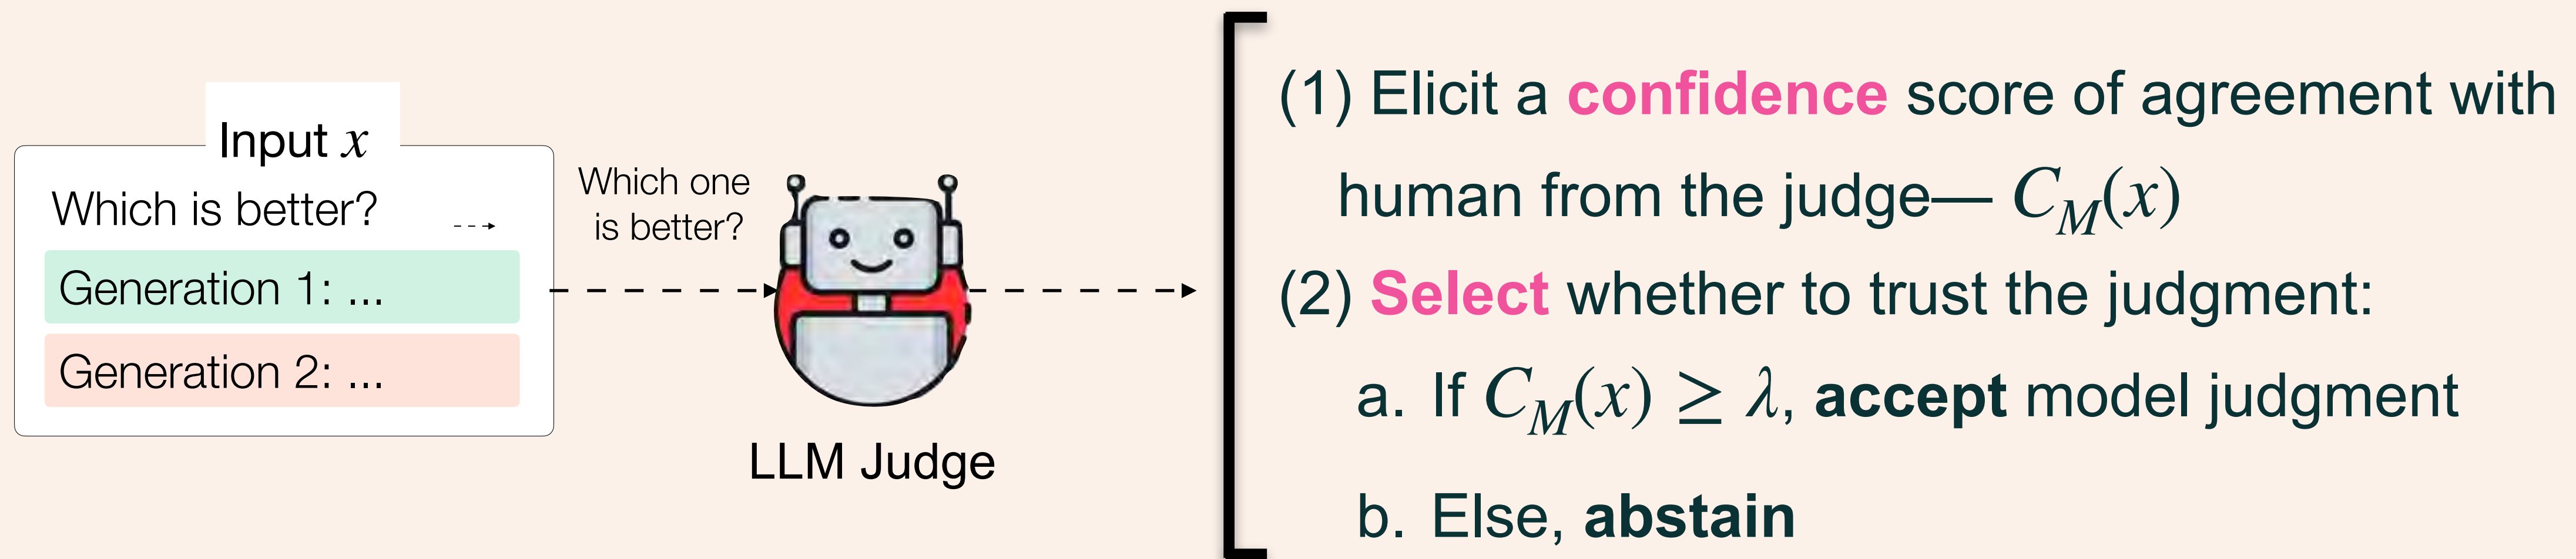 Input x
Which is better?
Generation 1: ...
Generation 2: ...
Which one
is better?
LLM Judge
(1) Elicit a confidence score of agreement with
human from the judge— C_M(x)
(2) Select whether to trust the judgment:
a. If C_M(x) ≥ λ, accept model judgment
b. Else, abstain